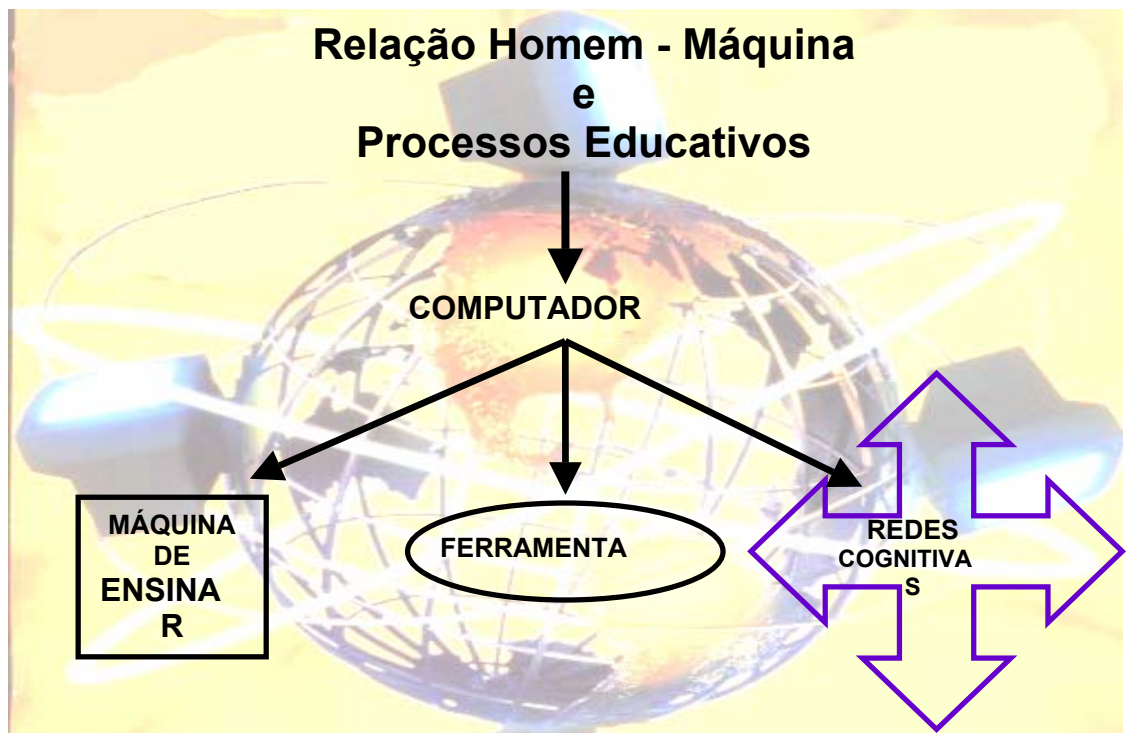 Relação Homem - Máquina
e
Processos Educativos
COMPUTADOR
MÁQUINA
DE
ENSINA
R
FERRAMENTA
REDES
COGNITIVA
S